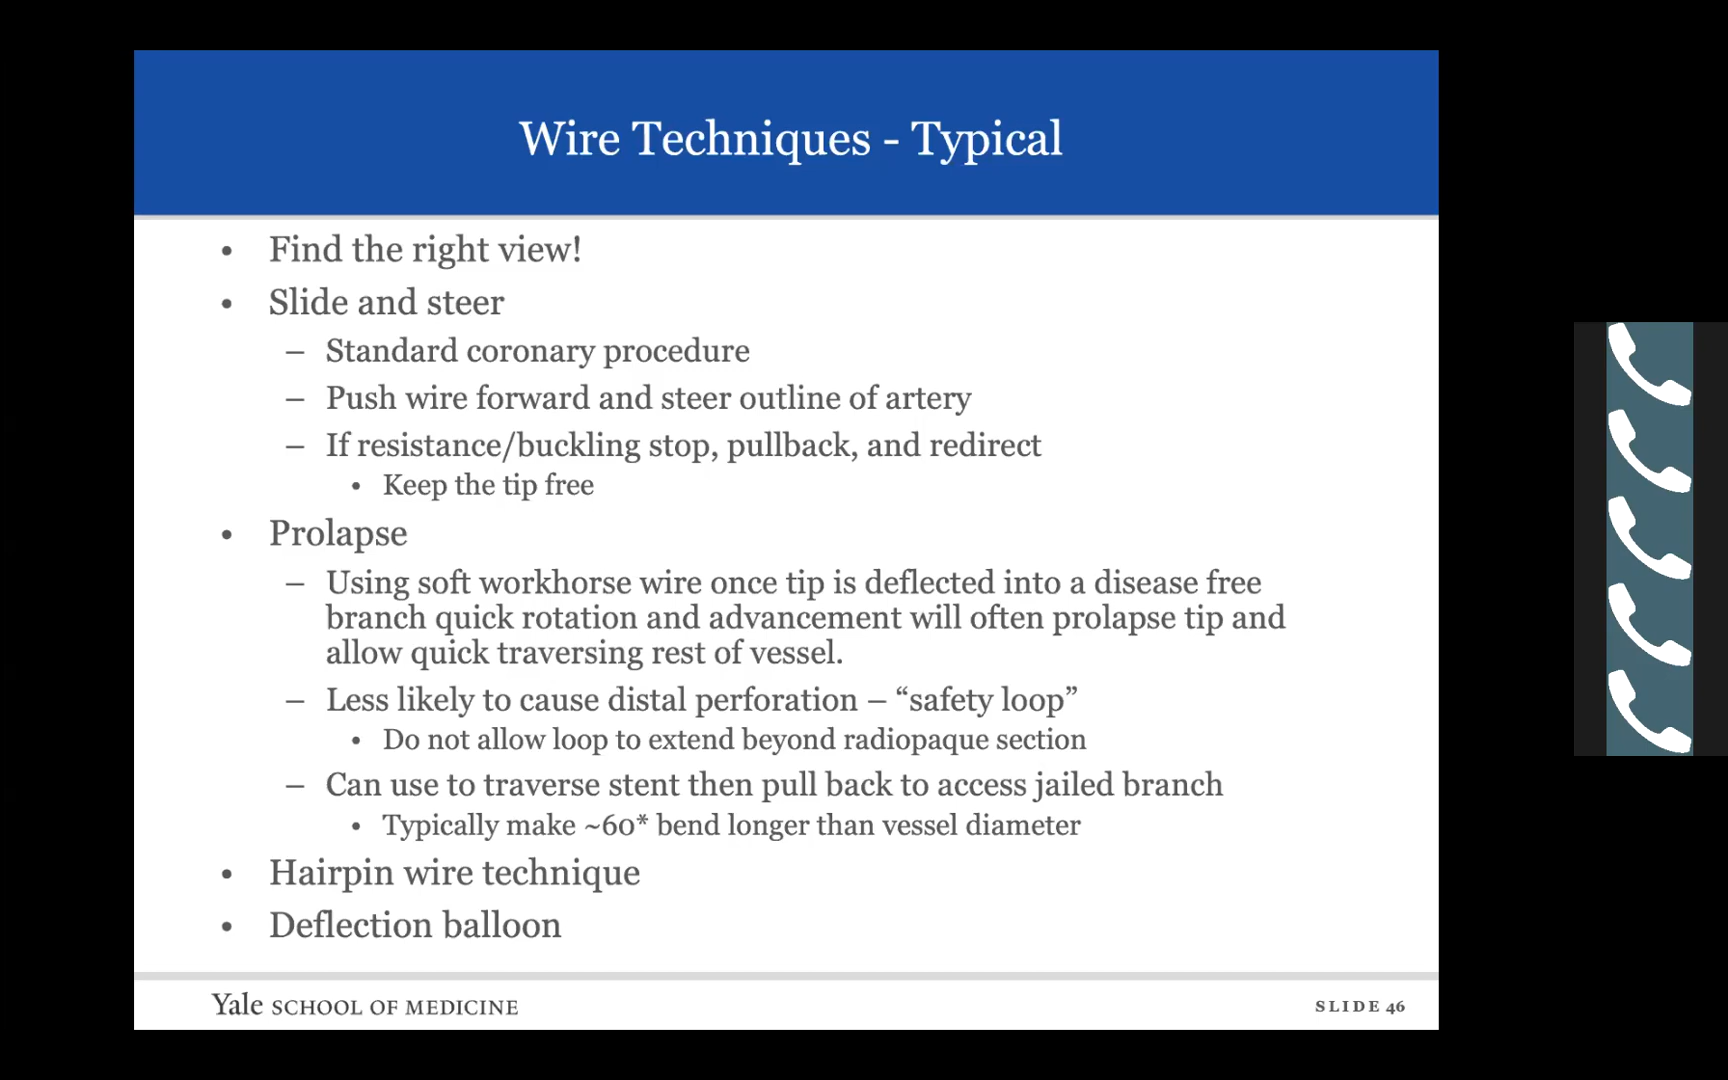 Wire Techniques - Typical
• Find the right view!
• Slide and steer
– Standard coronary procedure
– Push wire forward and steer outline of artery
– If resistance/buckling stop, pullback, and redirect
• Keep the tip free
• Prolapse
– Using soft workhorse wire once tip is deflected into a disease free
branch quick rotation and advancement will often prolapse tip and
allow quick traversing rest of vessel.
– Less likely to cause distal perforation – “safety loop”
• Do not allow loop to extend beyond radiopaque section
– Can use to traverse stent then pull back to access jailed branch
• Typically make ~60* bend longer than vessel diameter
• Hairpin wire technique
• Deflection balloon
Yale SCHOOL OF MEDICINE
SLIDE 46